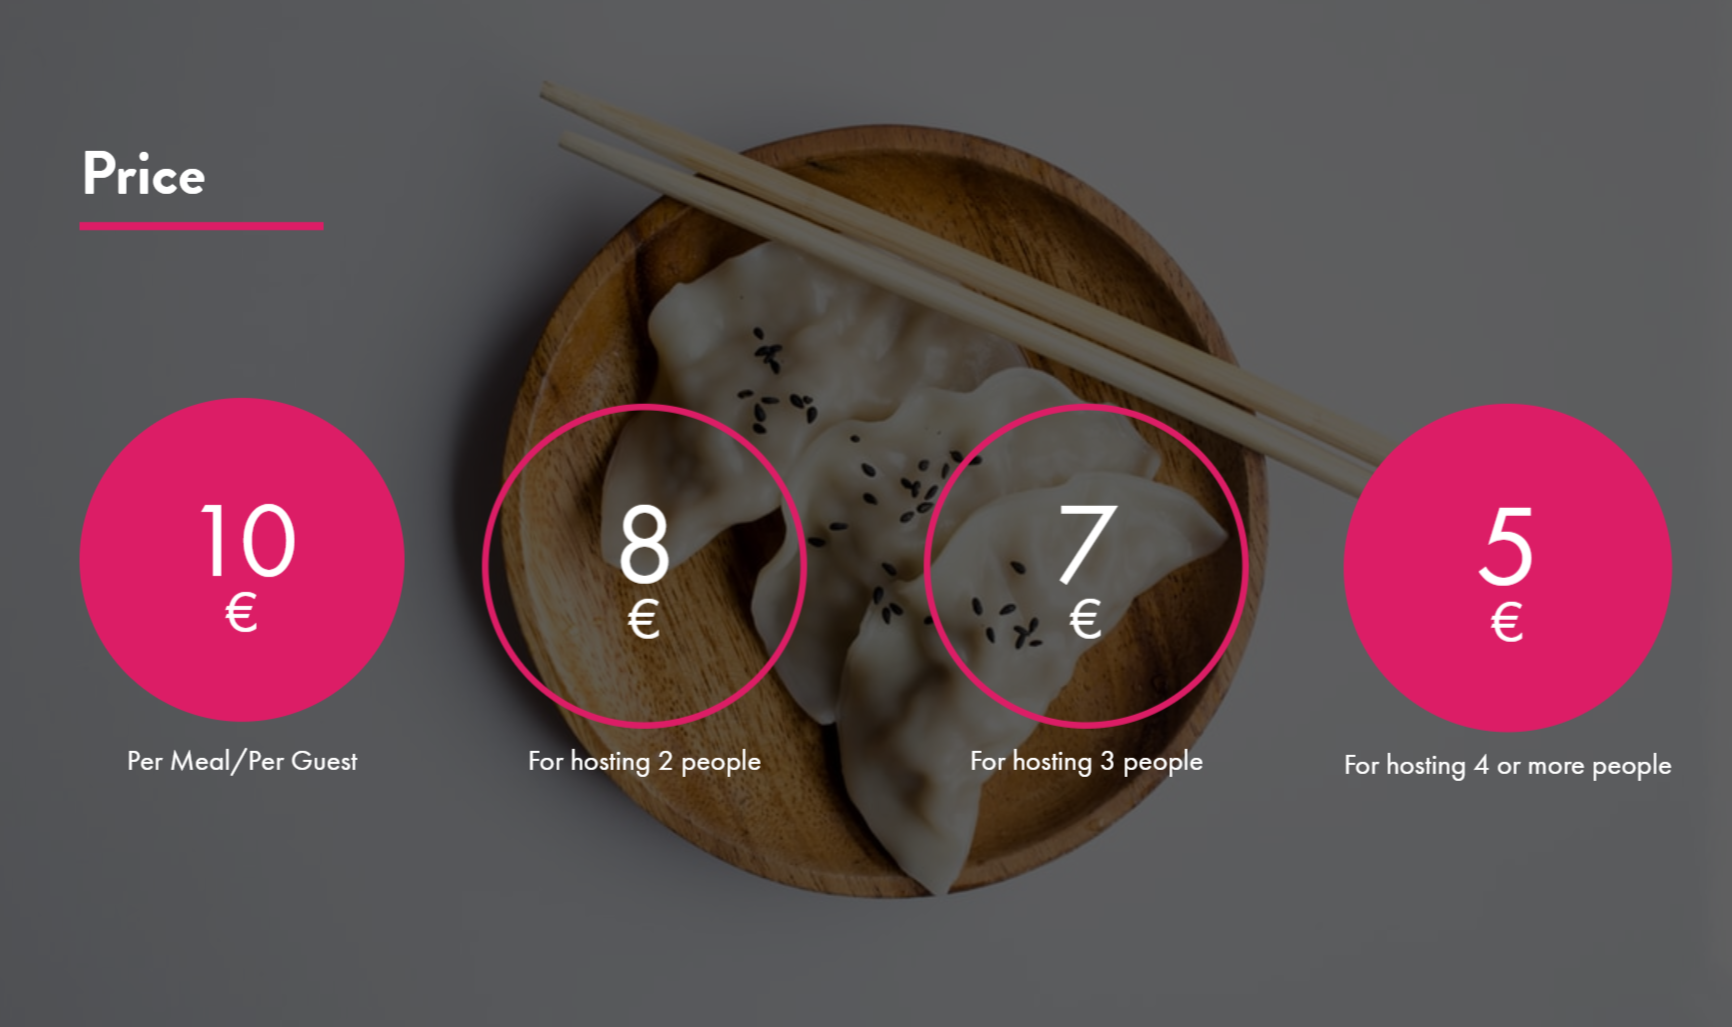 Price
10
€
Per Meal/Per Guest
8
€
For hosting 2 people
7
€
For hosting 3 people
5
€
For hosting 4 or more people